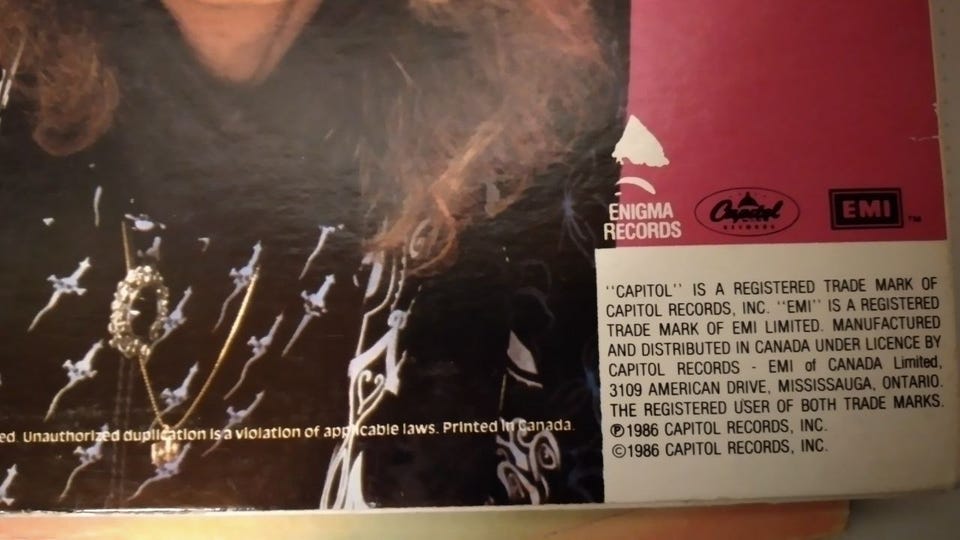 ENIGMA
RECORDS
Capitol
RECORDS
EMI
TM
"CAPITOL" IS A REGISTERED TRADE MARK OF
CAPITOL RECORDS, INC. "EMI" IS A REGISTERED
TRADE MARK OF EMI LIMITED. MANUFACTURED
AND DISTRIBUTED IN CANADA UNDER LICENCE BY
CAPITOL RECORDS - EMI of CANADA Limited,
3109 AMERICAN DRIVE, MISSISSAUGA, ONTARIO.
THE REGISTERED USER OF BOTH TRADE MARKS.
℗1986 CAPITOL RECORDS, INC.
©1986 CAPITOL RECORDS, INC.
ed. Unauthorized duplication is a violation of applicable laws. Printed in Canada.